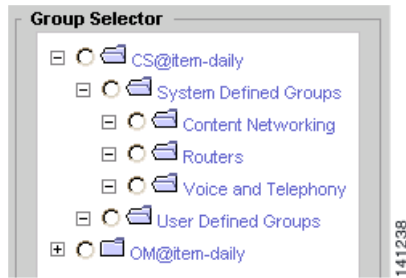 Group Selector
CS@item-daily
System Defined Groups
Content Networking
Routers
Voice and Telephony
User Defined Groups
OM@item-daily
141238